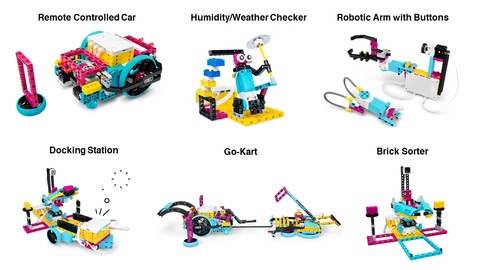 Remote Controlled Car
Humidity/Weather Checker
Robotic Arm with Buttons
Docking Station
Go-Kart
Brick Sorter